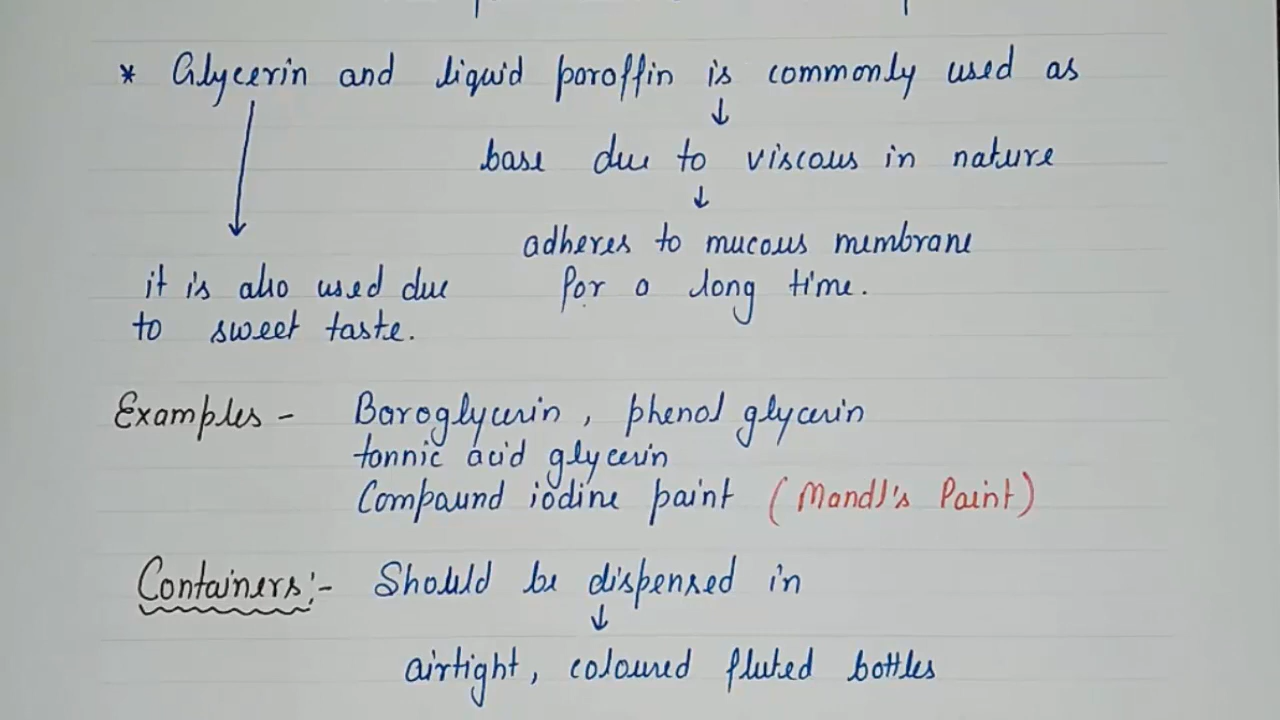 * Glycerin and liquid paroffin is commonly used as
↓
base due to viscous in nature
↓
adheres to mucous membrane
for a long time.
it is also used due
to sweet taste.
Examples - Boroglycerin, phenol glycerin
tannic acid glycerin
Compound iodine paint (Mandl's Paint)
Containers:- Should be dispensed in
↓
airtight, coloured fluted bottles